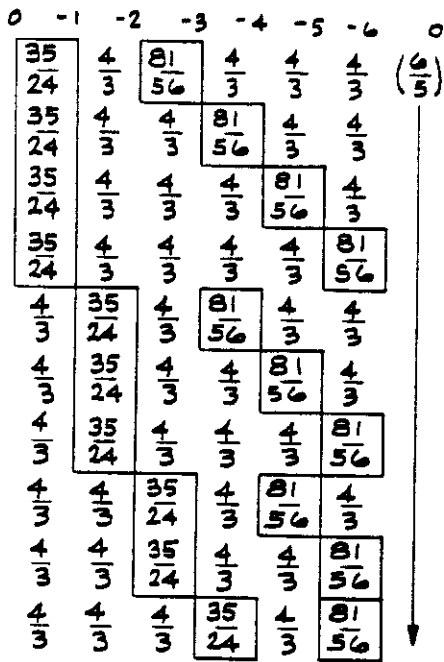 0 -1 -2 -3 -4 -5 -6 0
35/24 4/3 81/56 4/3 4/3 4/3 (6/5)
35/24 4/3 4/3 81/56 4/3 4/3
35/24 4/3 4/3 4/3 81/56 4/3
35/24 4/3 4/3 4/3 4/3 81/56
4/3 35/24 4/3 81/56 4/3 4/3
4/3 35/24 4/3 4/3 81/56 4/3
4/3 35/24 4/3 4/3 4/3 81/56
4/3 4/3 35/24 4/3 81/56 4/3
4/3 4/3 35/24 4/3 4/3 81/56
4/3 4/3 4/3 35/24 4/3 81/56